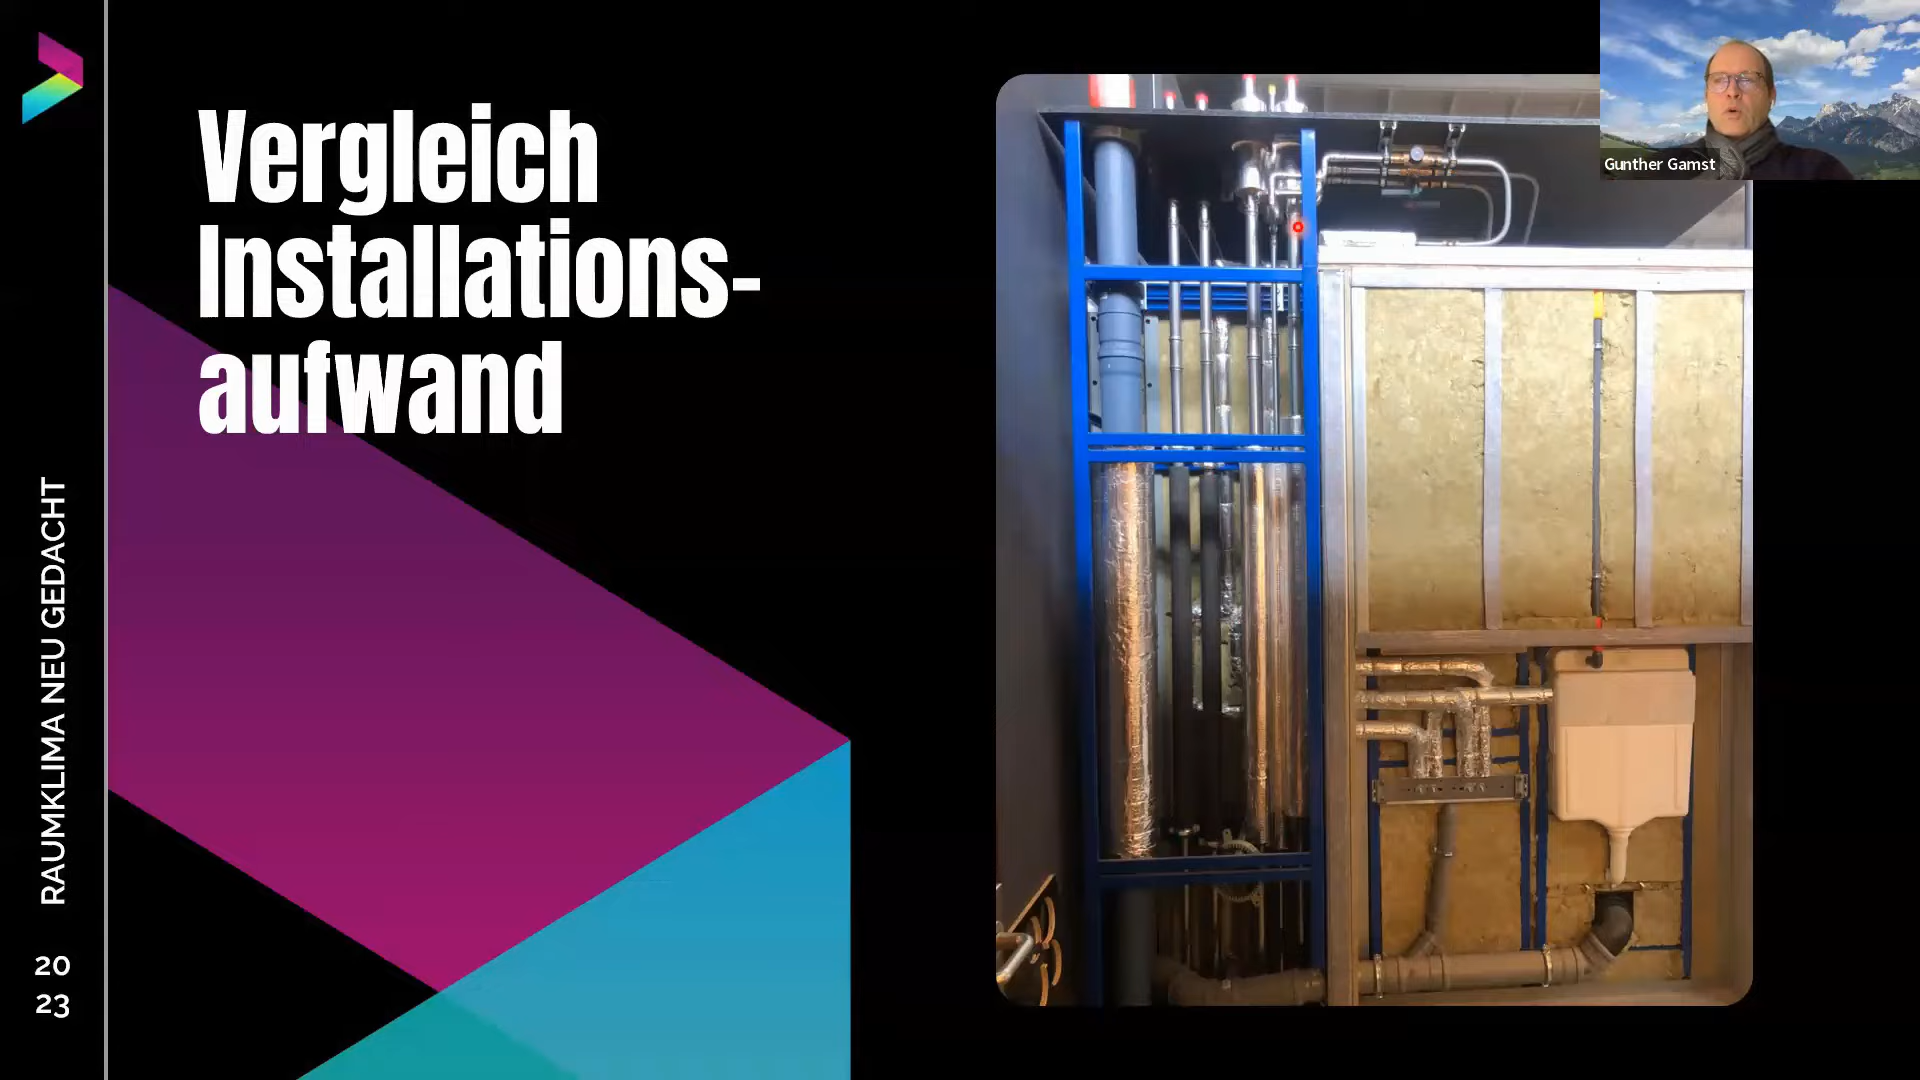 Vergleich
Installations-
aufwand
RAUMKLIMA NEU GEDACHT
20
23
Gunther Gamst